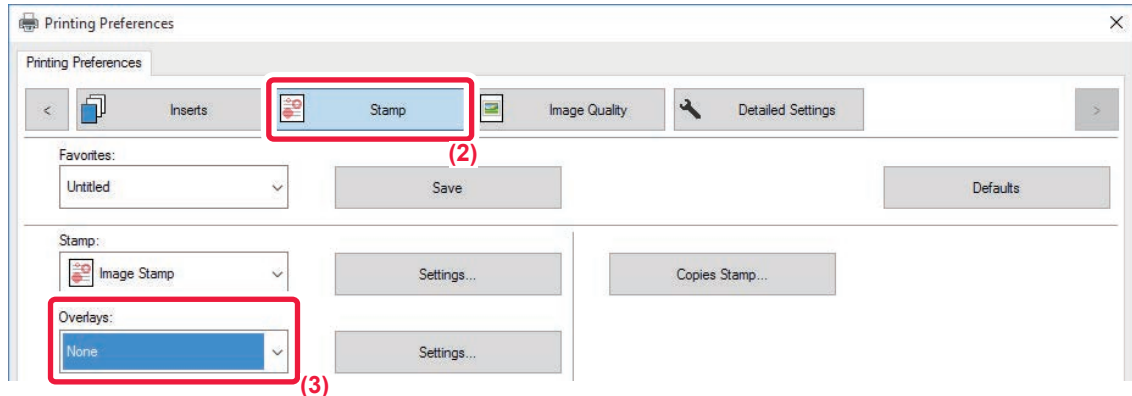 Printing Preferences
Printing Preferences
< Inserts Stamp Image Quality Detailed Settings >
(2)
Favorites:
Untitled Save Defaults
Stamp:
Image Stamp Settings... Copies Stamp...
Overlays:
None Settings...
(3)